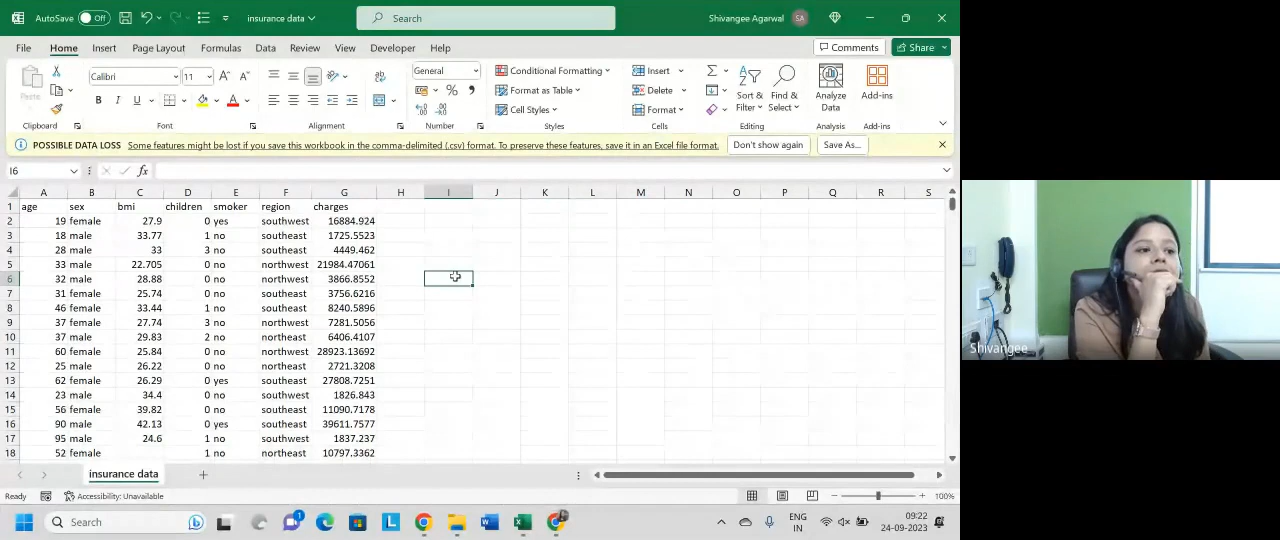 AutoSave Off insurance data Search Shivangee Agarwal SA
File Home Insert Page Layout Formulas Data Review View Developer Help Comments Share
Calibri 11 General Conditional Formatting Insert
Paste B I U Format as Table Delete Sort & Filter Find & Select Analyze Data Add-ins
Cell Styles Format
Clipboard Font Alignment Number Styles Cells Editing Analysis Add-ins
POSSIBLE DATA LOSS Some features might be lost if you save this workbook in the comma-delimited (.csv) format. To preserve these features, save it in an Excel file format. Don't show again Save As...
I6 fx
A B C D E F G H I J K L M N O P Q R S
1 age sex bmi children smoker region charges
2 19 female 27.9 0 yes southwest 16884.924
3 18 male 33.77 1 no southeast 1725.5523
4 28 male 33 3 no southeast 4449.462
5 33 male 22.705 0 no northwest 21984.47061
6 32 male 28.88 0 no northwest 3866.8552
7 31 female 25.74 0 no southeast 3756.6216
8 46 female 33.44 1 no southeast 8240.5896
9 37 female 27.74 3 no northwest 7281.5056
10 37 male 29.83 2 no northeast 6406.4107
11 60 female 25.84 0 no northwest 28923.13692
12 25 male 26.22 0 no northeast 2721.3208
13 62 female 26.29 0 yes southeast 27808.7251
14 23 male 34.4 0 no southwest 1826.843
15 56 female 39.82 0 no southeast 11090.7178
16 90 male 42.13 0 yes southeast 39611.7577
17 95 male 24.6 1 no southwest 1837.237
18 52 female 1 no northeast 10797.3362
insurance data
Ready Accessibility: Unavailable 100%
Search ENG IN 09:22 24-09-2023
Shivangee